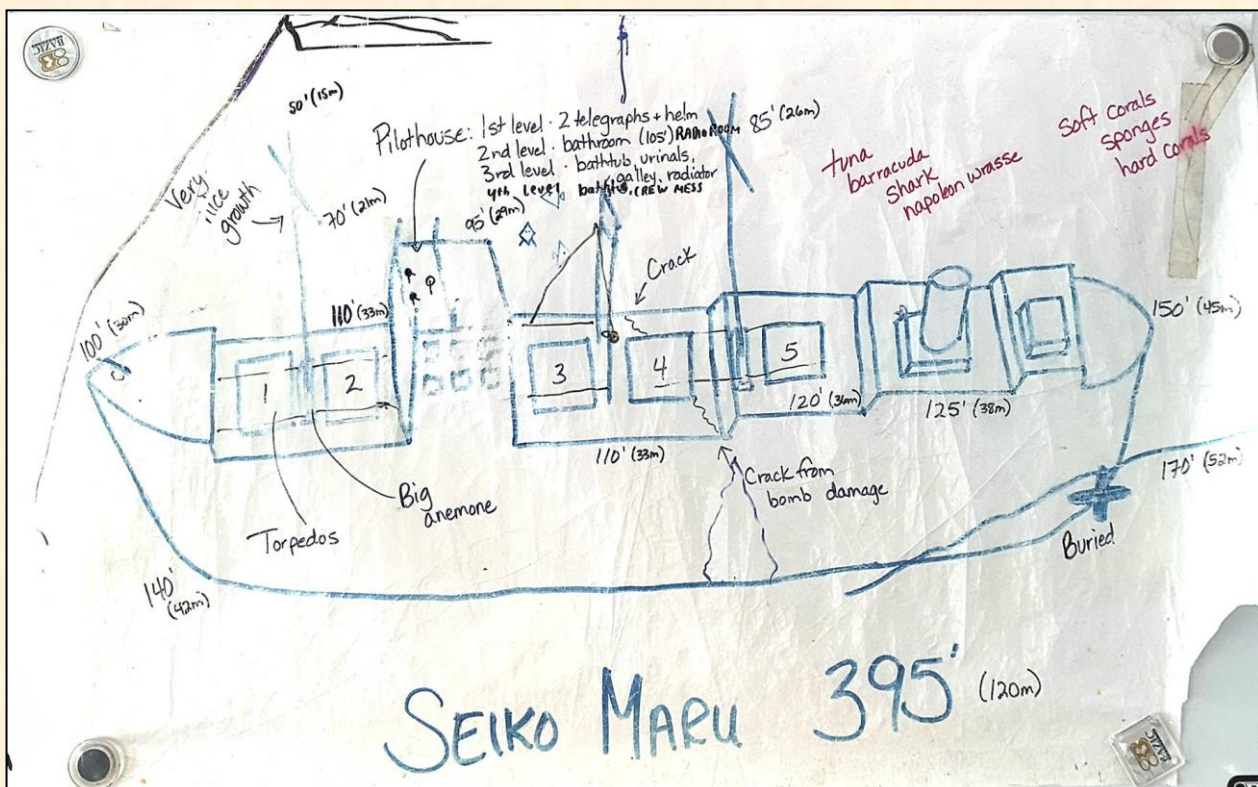 50' (15m)
Pilothouse: 1st level · 2 telegraphs + helm
2nd level · bathroom (105') RADIO ROOM
3rd level · bathtub, urinals,
galley, radiator
4th level bathtub, CREW MESS
85' (26m)
Very
nice
growth
70' (21m)
95' (29m)
tuna
barracuda
shark
napoleon wrasse
Soft corals
sponges
hard corals
Crack
100' (30m)
110' (33m)
150' (45m)
1
2
3
4
5
120' (36m)
125' (38m)
110' (33m)
170' (52m)
Torpedos
Big
anemone
Crack from
bomb damage
Buried
140'
(42m)
SEIKO MARU 395' (120m)
BAZIC
BAZIC